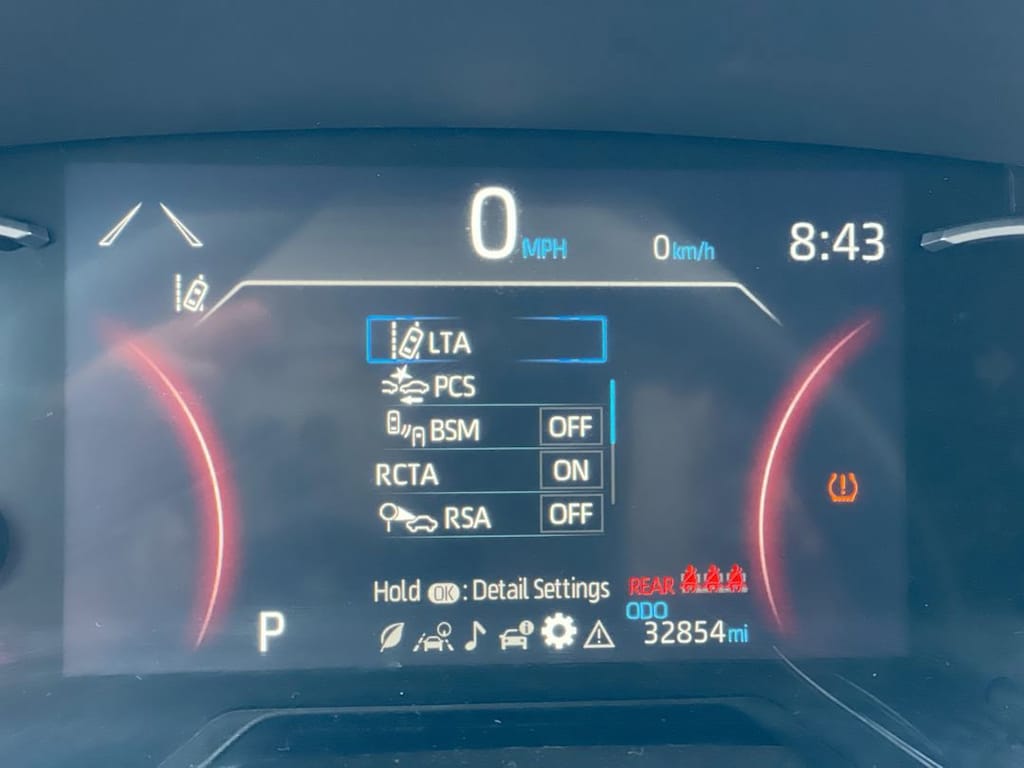 0 MPH 0 km/h 8:43
LTA
PCS
BSM OFF
RCTA ON
RSA OFF
Hold OK : Detail Settings
REAR
ODO
P
32854 mi